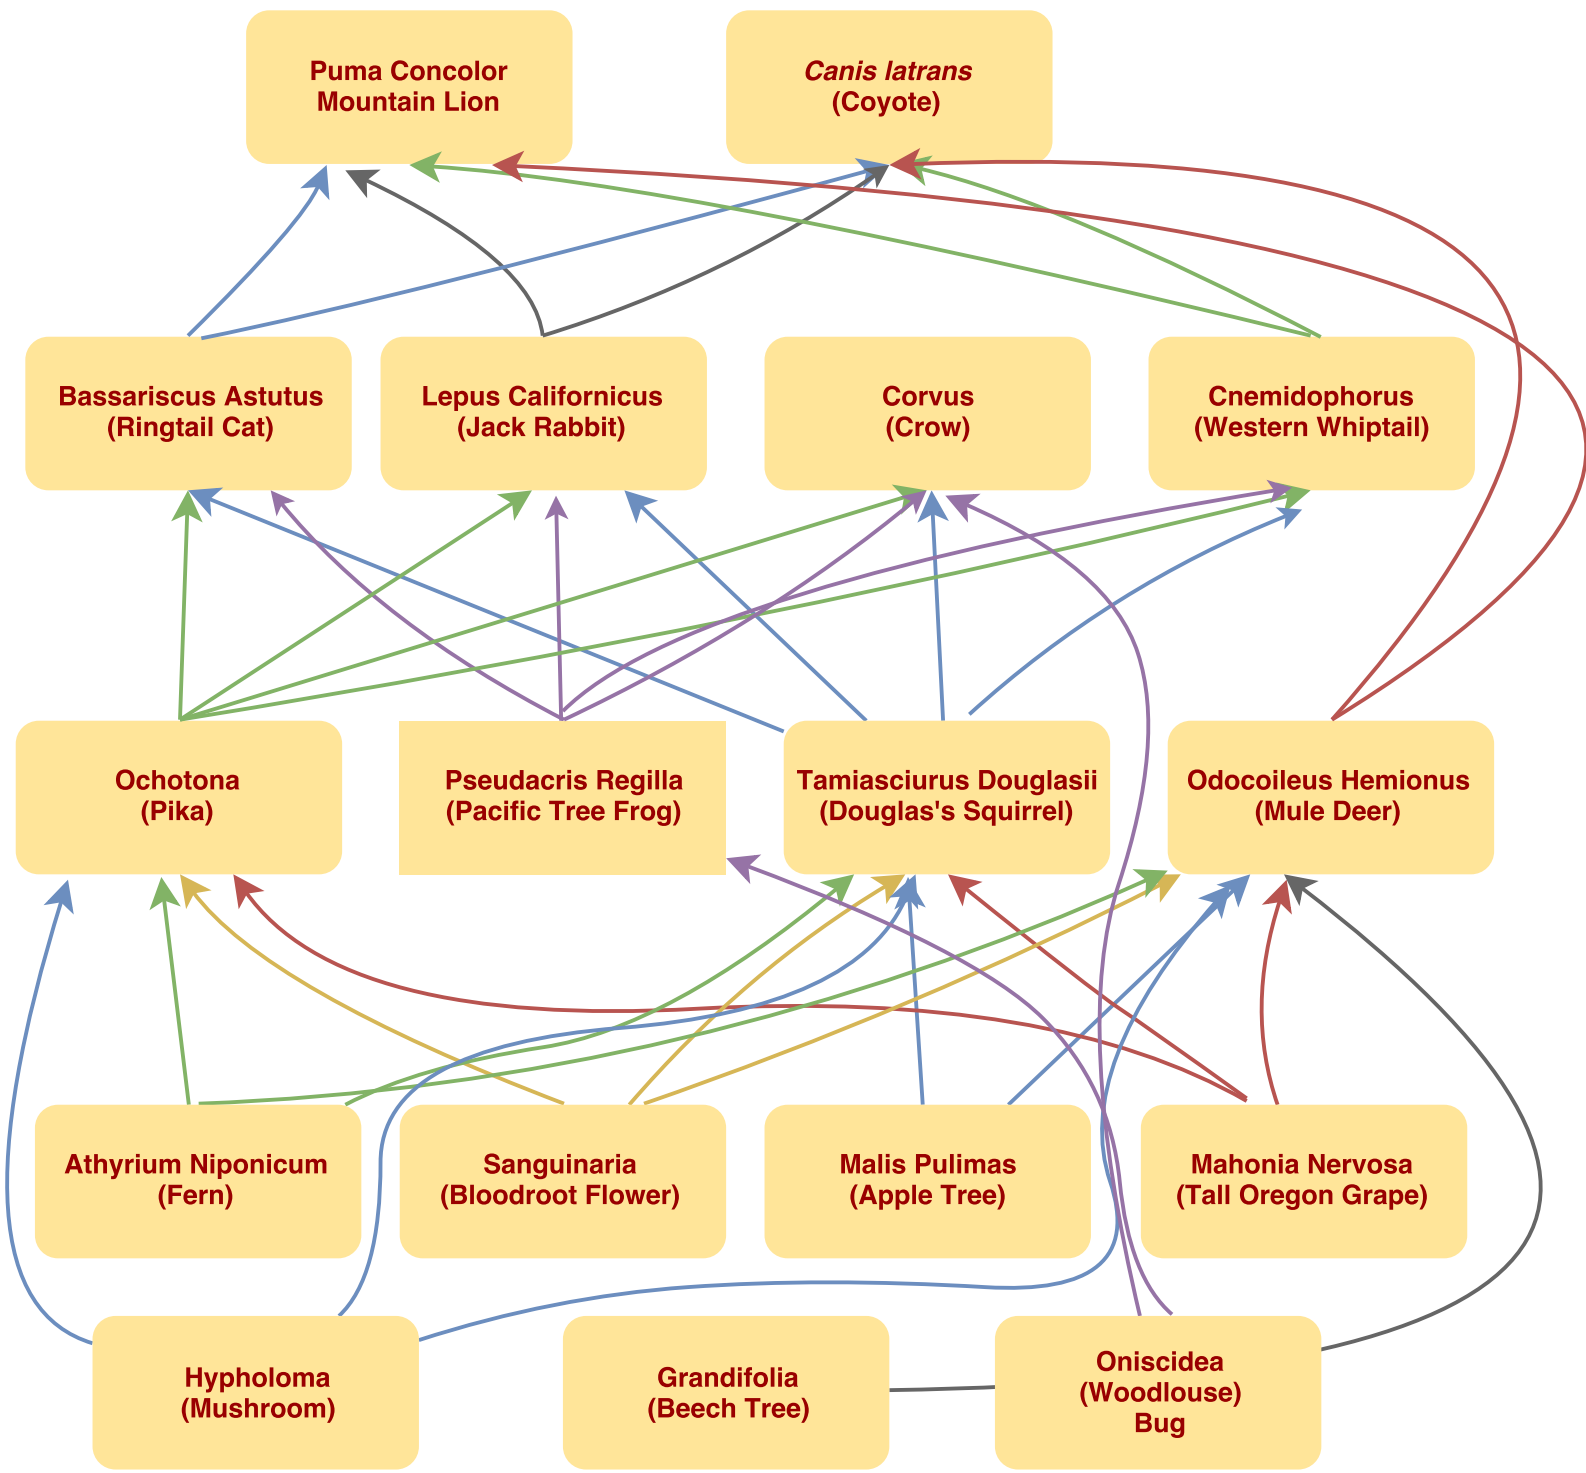 Puma Concolor
Mountain Lion
Canis latrans
(Coyote)
Bassariscus Astutus
(Ringtail Cat)
Lepus Californicus
(Jack Rabbit)
Corvus
(Crow)
Cnemidophorus
(Western Whiptail)
Ochotona
(Pika)
Pseudacris Regilla
(Pacific Tree Frog)
Tamiasciurus Douglasii
(Douglas's Squirrel)
Odocoileus Hemionus
(Mule Deer)
Athyrium Niponicum
(Fern)
Sanguinaria
(Bloodroot Flower)
Malis Pulimas
(Apple Tree)
Mahonia Nervosa
(Tall Oregon Grape)
Hypholoma
(Mushroom)
Grandifolia
(Beech Tree)
Oniscidea
(Woodlouse)
Bug